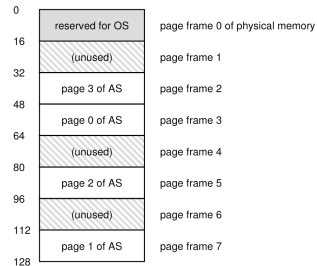 0
reserved for OS page frame 0 of physical memory
16
(unused) page frame 1
32
page 3 of AS page frame 2
48
page 0 of AS page frame 3
64
(unused) page frame 4
80
page 2 of AS page frame 5
96
(unused) page frame 6
112
page 1 of AS page frame 7
128